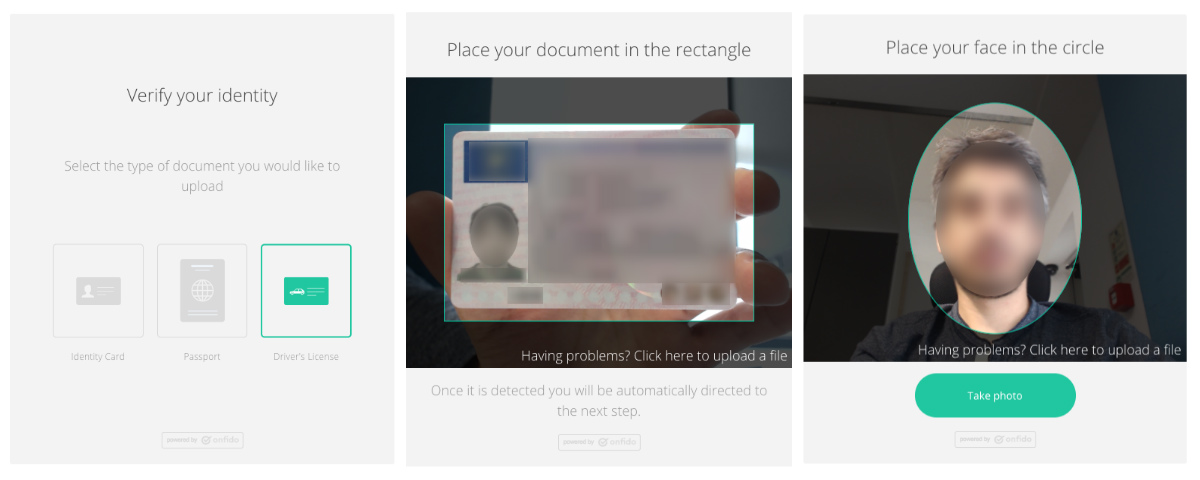 Verify your identity
Select the type of document you would like to
upload
Identity Card
Passport
Driver's License
powered by onfido
Place your document in the rectangle
Having problems? Click here to upload a file
Once it is detected you will be automatically directed to
the next step.
powered by onfido
Place your face in the circle
Having problems? Click here to upload a file
Take photo
powered by onfido